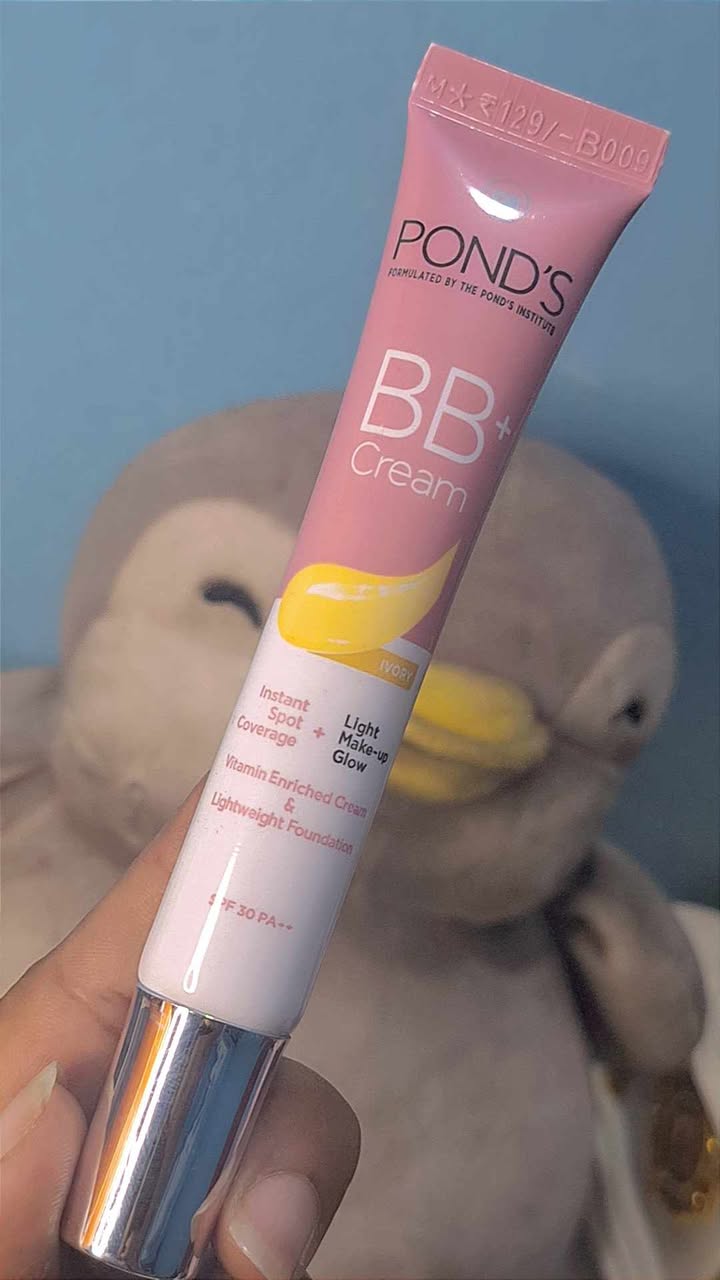 M* ₹129/-B009
POND'S
FORMULATED BY THE POND'S INSTITUTE
BB+
Cream
IVORY
Instant
Spot
Coverage
+
Light
Make-up
Glow
Vitamin Enriched Cream
&
Lightweight Foundation
SPF 30 PA++